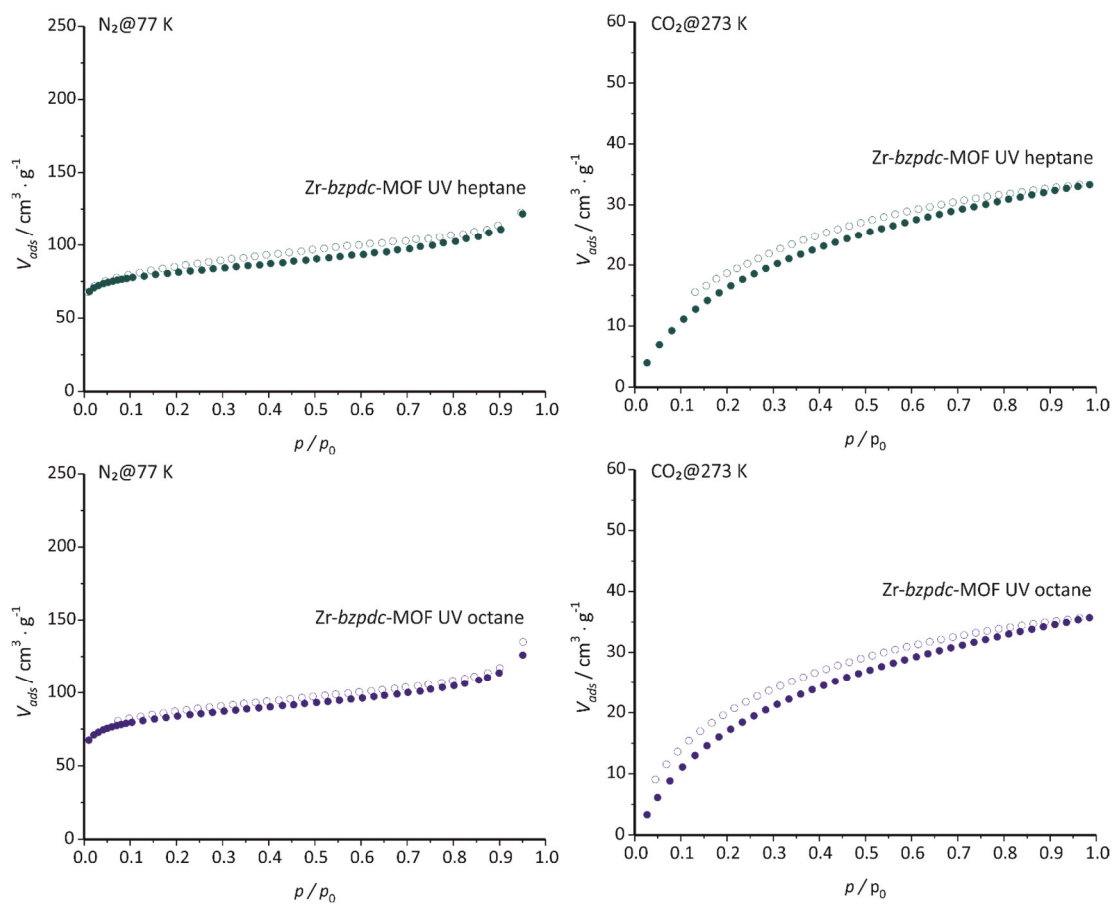 N₂@77 K
250
200
150
100
50
0
V_ads / cm³ · g⁻¹
Zr-bzpdc-MOF UV heptane
0.0 0.1 0.2 0.3 0.4 0.5 0.6 0.7 0.8 0.9 1.0
p / p₀
CO₂@273 K
60
50
40
30
20
10
0
V_ads / cm³ · g⁻¹
Zr-bzpdc-MOF UV heptane
0.0 0.1 0.2 0.3 0.4 0.5 0.6 0.7 0.8 0.9 1.0
p / p₀
N₂@77 K
250
200
150
100
50
0
V_ads / cm³ · g⁻¹
Zr-bzpdc-MOF UV octane
0.0 0.1 0.2 0.3 0.4 0.5 0.6 0.7 0.8 0.9 1.0
p / p₀
CO₂@273 K
60
50
40
30
20
10
0
V_ads / cm³ · g⁻¹
Zr-bzpdc-MOF UV octane
0.0 0.1 0.2 0.3 0.4 0.5 0.6 0.7 0.8 0.9 1.0
p / p₀